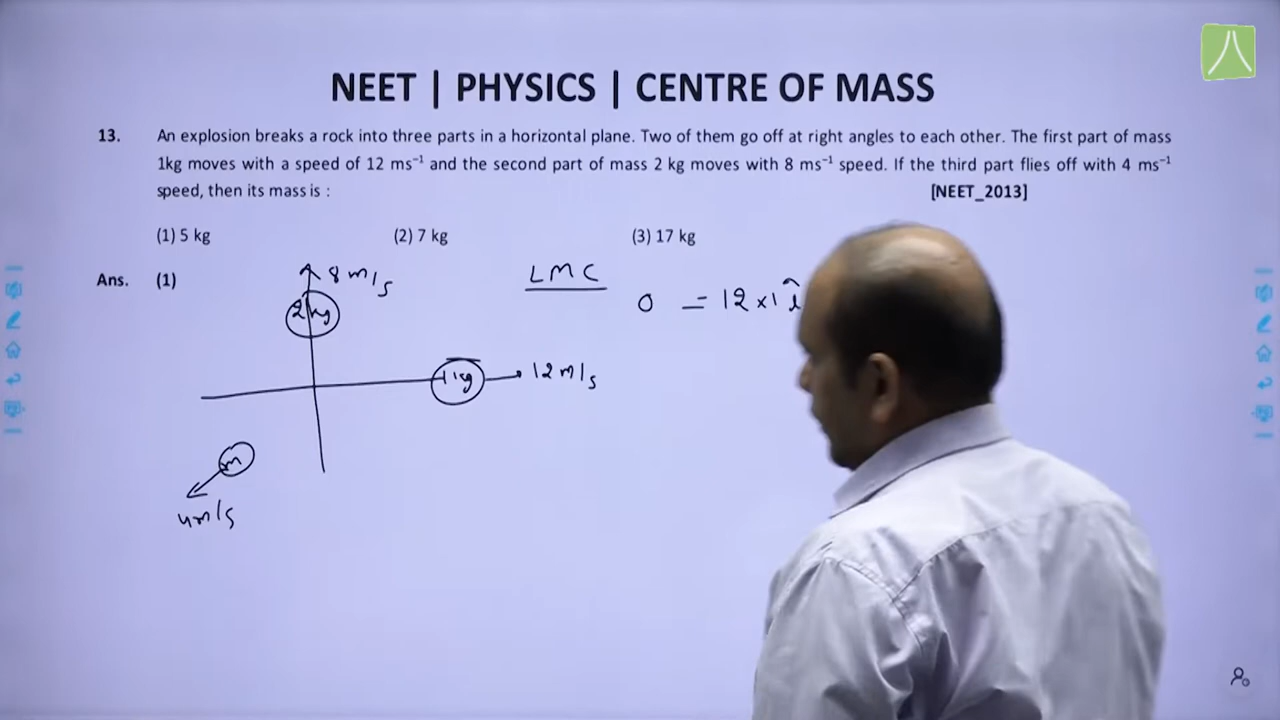 NEET | PHYSICS | CENTRE OF MASS
13. An explosion breaks a rock into three parts in a horizontal plane. Two of them go off at right angles to each other. The first part of mass
1kg moves with a speed of 12 ms⁻¹ and the second part of mass 2 kg moves with 8 ms⁻¹ speed. If the third part flies off with 4 ms⁻¹
speed, then its mass is : [NEET_2013]
(1) 5 kg (2) 7 kg (3) 17 kg
Ans. (1)
8 m/s
2 kg
LMC
0 = 12 × 1 î
1 kg
12 m/s
m
4 m/s